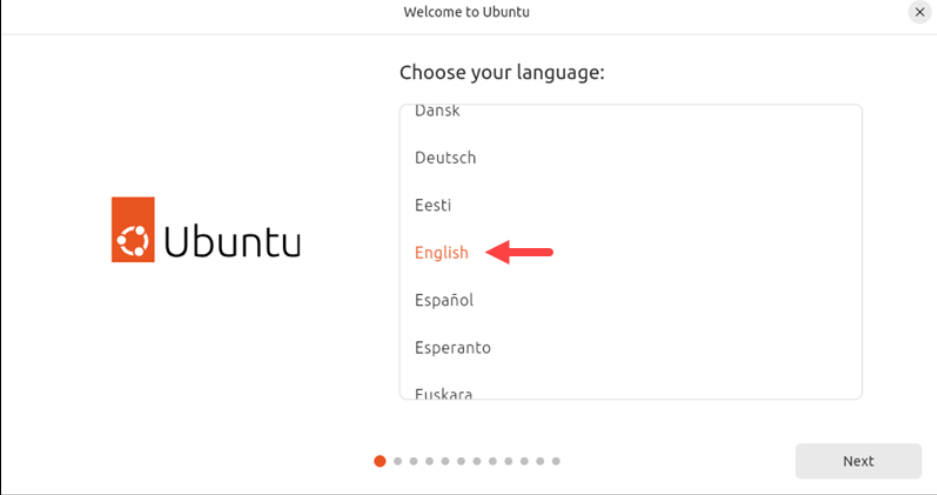 Welcome to Ubuntu
Choose your language:
Dansk
Deutsch
Eesti
English
Español
Esperanto
Euskara
Ubuntu
Next